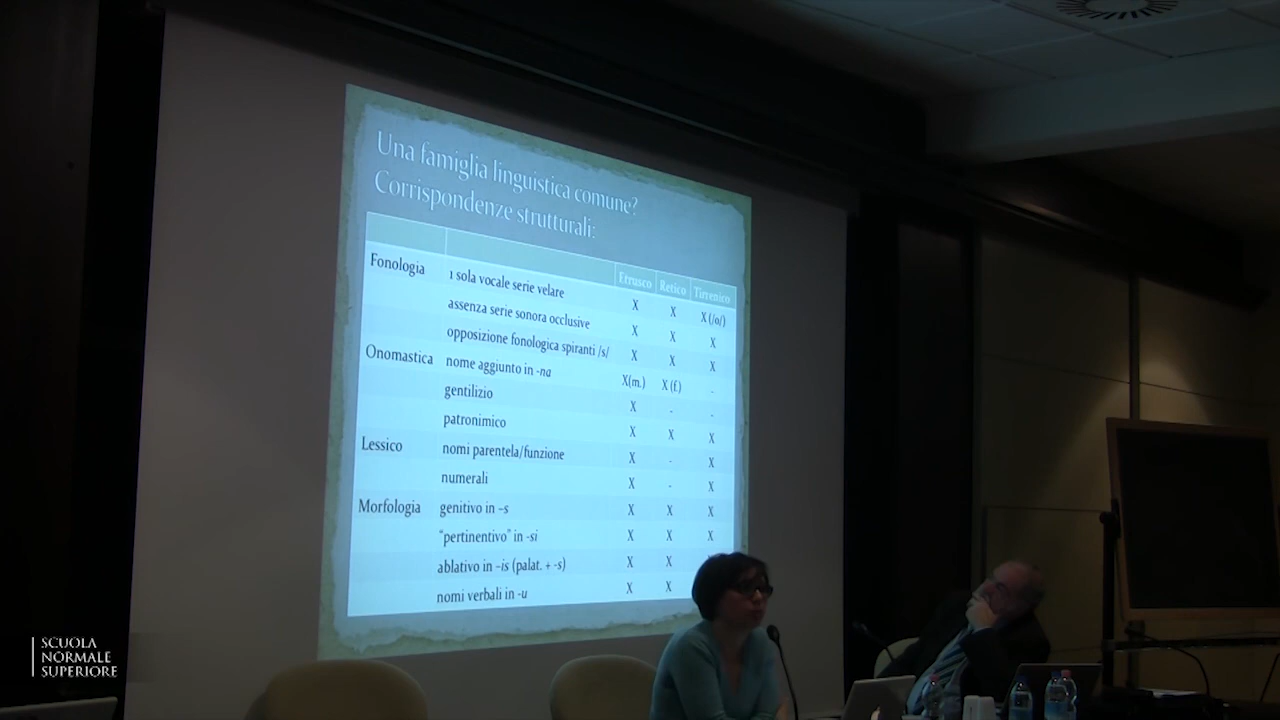 Una famiglia linguistica comune?
Corrispondenze strutturali:
Etrusco Retico Tirrenico
Fonologia 1 sola vocale serie velare X X X (/o/)
assenza serie sonora occlusive X X X
opposizione fonologica spiranti /s/ X X X
Onomastica nome aggiunto in -na X(m.) X (f.) -
gentilizio X - -
patronimico X X X
Lessico nomi parentela/funzione X - X
numerali X - X
Morfologia genitivo in -s X X X
"pertinentivo" in -si X X X
ablativo in -is (palat. + -s) X X
nomi verbali in -u X X
SCUOLA
NORMALE
SUPERIORE